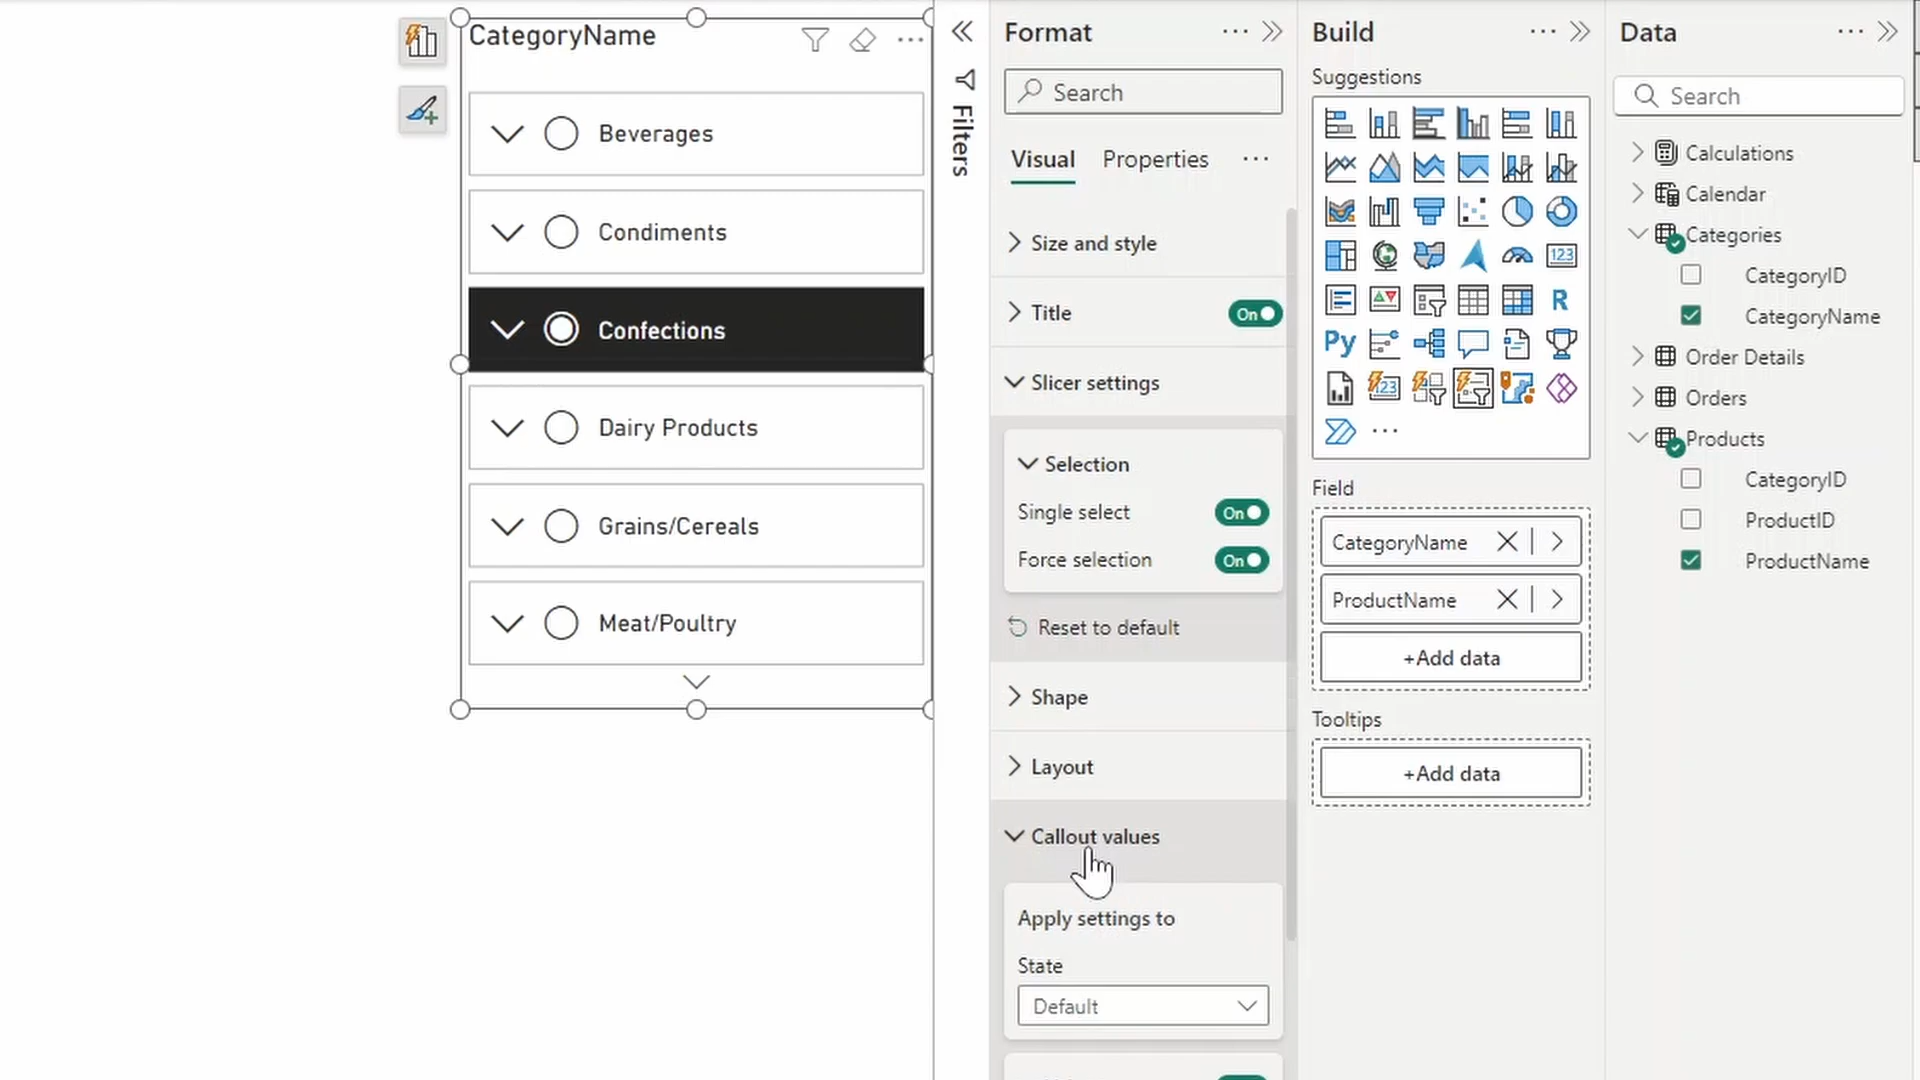 CategoryName
Beverages
Condiments
Confections
Dairy Products
Grains/Cereals
Meat/Poultry
Filters
Format
Search
Visual
Properties
Size and style
Title
On
Slicer settings
Selection
Single select
On
Force selection
On
Reset to default
Shape
Layout
Callout values
Apply settings to
State
Default
Build
Suggestions
123
R
Py
123
Field
CategoryName
ProductName
+Add data
Tooltips
+Add data
Data
Search
Calculations
Calendar
Categories
CategoryID
CategoryName
Order Details
Orders
Products
CategoryID
ProductID
ProductName